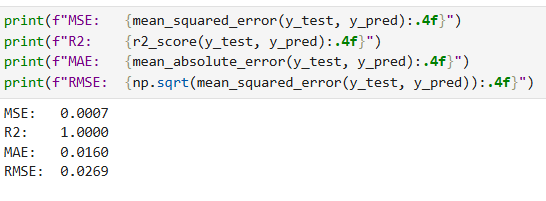 print(f"MSE:   {mean_squared_error(y_test, y_pred):.4f}")
print(f"R2:    {r2_score(y_test, y_pred):.4f}")
print(f"MAE:   {mean_absolute_error(y_test, y_pred):.4f}")
print(f"RMSE:  {np.sqrt(mean_squared_error(y_test, y_pred)):.4f}")
MSE:   0.0007
R2:    1.0000
MAE:   0.0160
RMSE:  0.0269